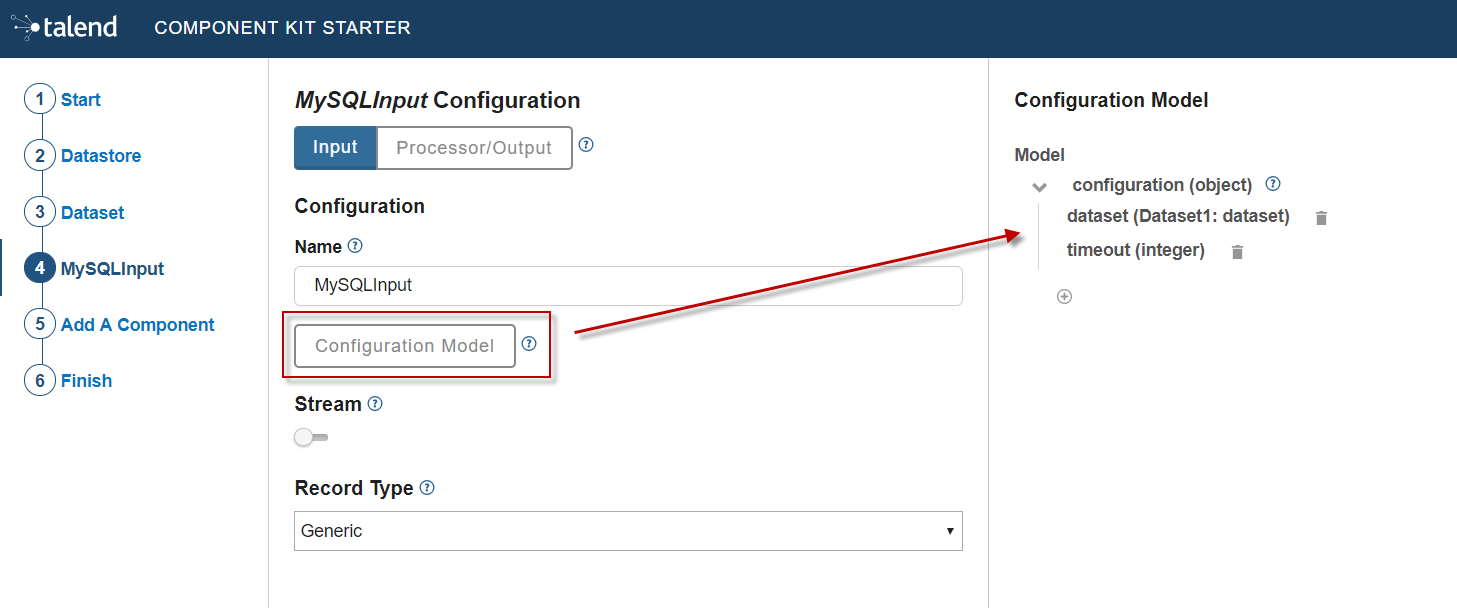 talend COMPONENT KIT STARTER
1 Start
2 Datastore
3 Dataset
4 MySQLInput
5 Add A Component
6 Finish
MySQLInput Configuration
Input Processor/Output ?
Configuration
Name ?
MySQLInput
Configuration Model ?
Stream ?
Record Type ?
Generic
Configuration Model
Model
configuration (object) ?
dataset (Dataset1: dataset)
timeout (integer)